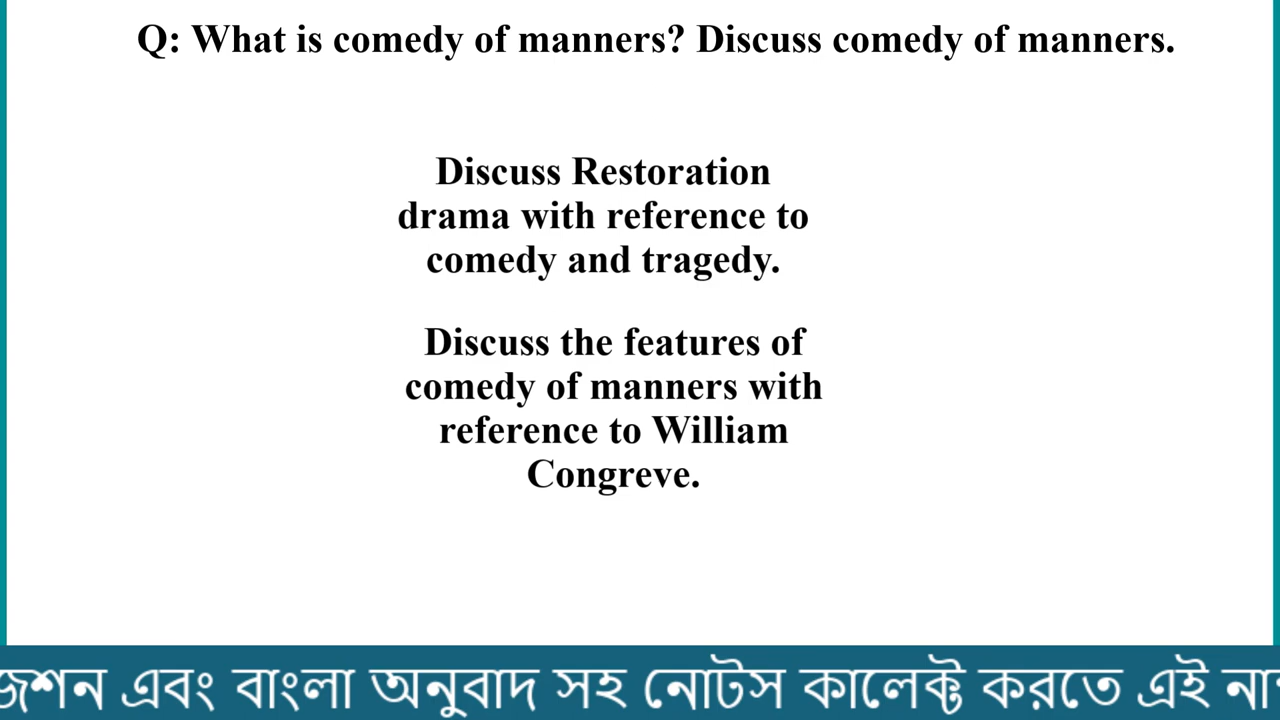 Q: What is comedy of manners? Discuss comedy of manners.
Discuss Restoration
drama with reference to
comedy and tragedy.
Discuss the features of
comedy of manners with
reference to William
Congreve.
এবং বাংলা অনুবাদ সহ নোটস কালেক্ট করতে এই